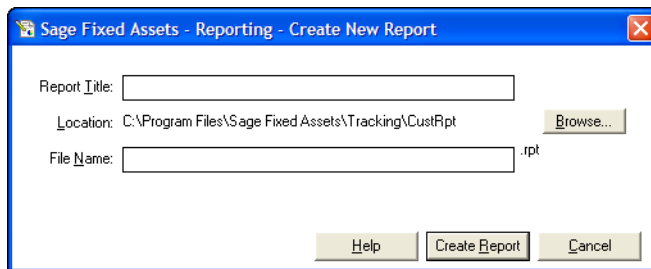 Sage Fixed Assets - Reporting - Create New Report
Report Title:
Location: C:\Program Files\Sage Fixed Assets\Tracking\CustRpt Browse...
File Name: .rpt
Help Create Report Cancel